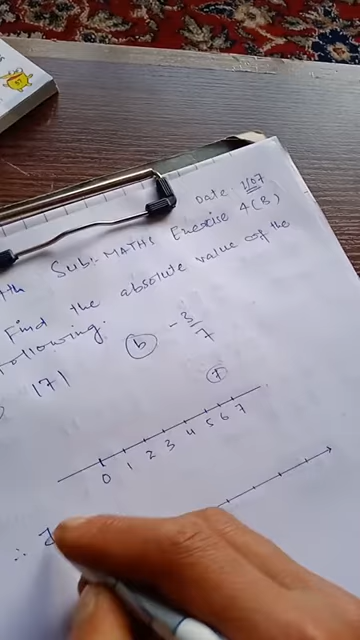 Date 1/07
Sub:- MATHS Exercise 4(B)
Find the absolute value of the
following.
|7| (b) -3/7
(7)
0 1 2 3 4 5 6 7
∴